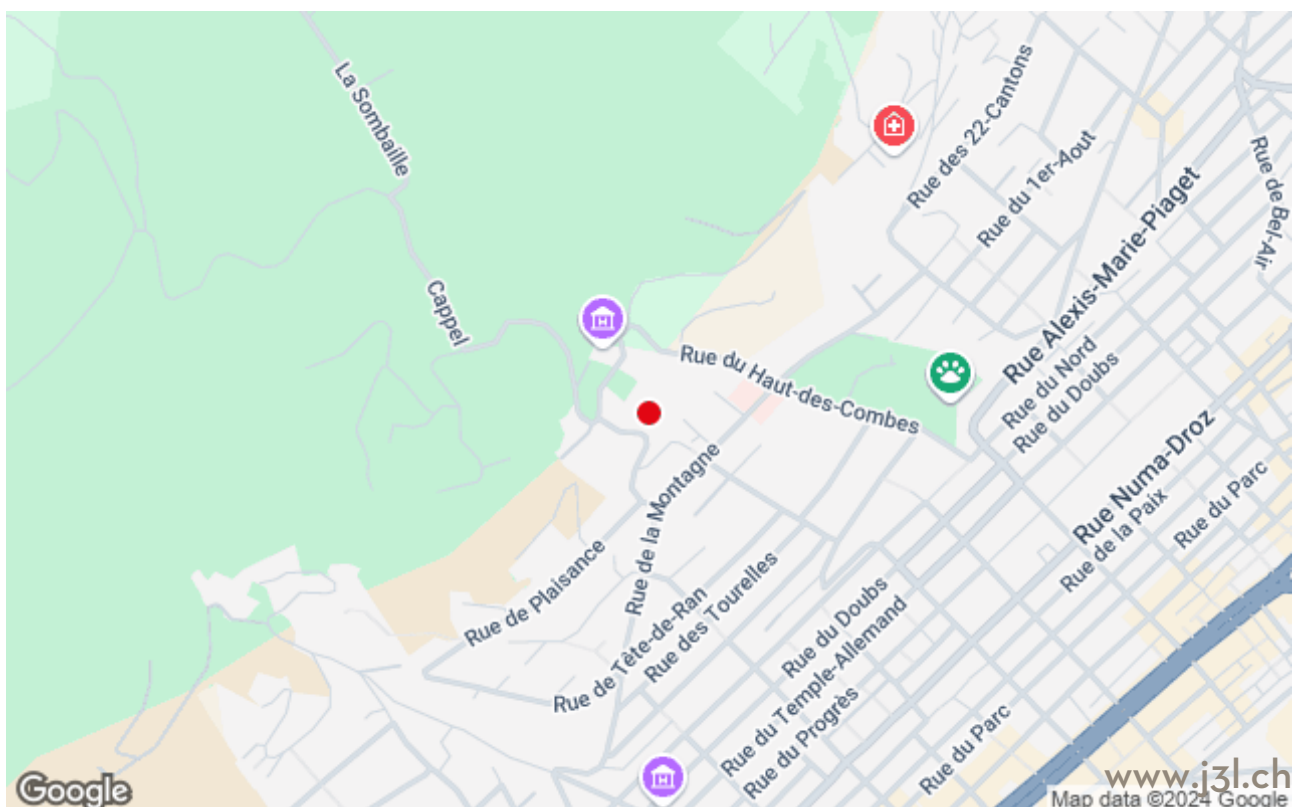 La Sombaille
Rue des 22-Cantons
Rue du 1er-Aout
Rue de Bel-Air
Rue Alexis-Marie-Piaget
Cappel
Rue du Haut-des-Combes
Rue du Nord
Rue du Doubs
Rue Numa-Droz
Rue du Parc
Rue de la Paix
Rue de la Montagne
Rue de Plaisance
Rue de Tête-de-Ran
Rue des Tourelles
Rue du Doubs
Rue du Temple-Allemand
Rue du Progrès
Rue du Parc
H
H
Google
www.j3l.ch
Map data ©2024 Google